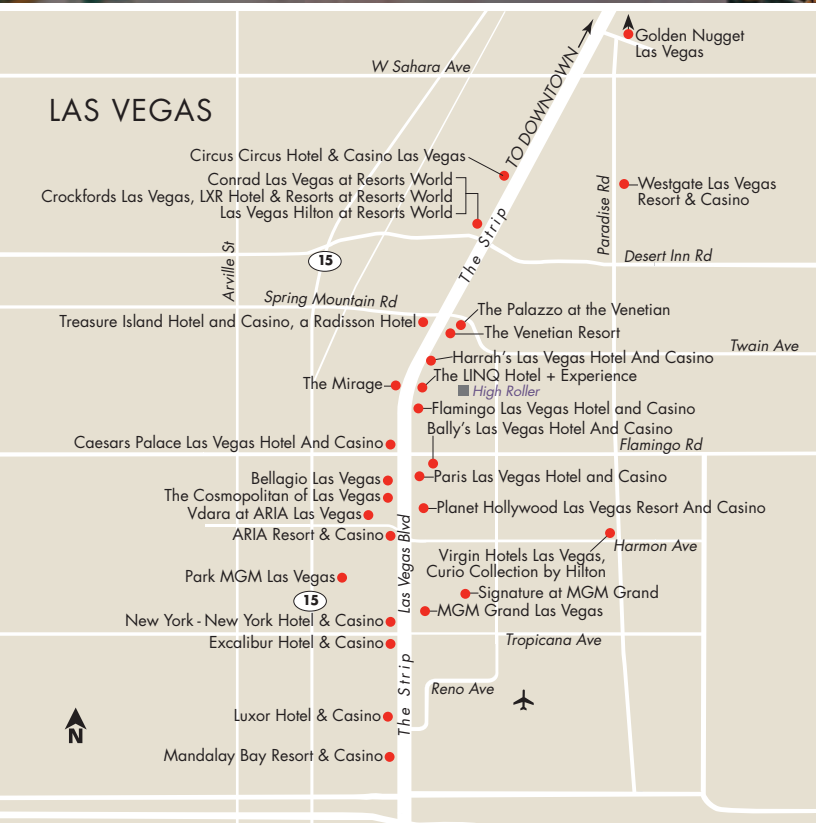 Golden Nugget
Las Vegas
W Sahara Ave
LAS VEGAS
TO DOWNTOWN
Circus Circus Hotel & Casino Las Vegas
Conrad Las Vegas at Resorts World
Crockfords Las Vegas, LXR Hotel & Resorts at Resorts World
Las Vegas Hilton at Resorts World
Westgate Las Vegas
Resort & Casino
Paradise Rd
The Strip
Arville St
15
Desert Inn Rd
Spring Mountain Rd
The Palazzo at the Venetian
Treasure Island Hotel and Casino, a Radisson Hotel
The Venetian Resort
Twain Ave
Harrah's Las Vegas Hotel And Casino
The LINQ Hotel + Experience
The Mirage
High Roller
Flamingo Las Vegas Hotel and Casino
Bally's Las Vegas Hotel And Casino
Caesars Palace Las Vegas Hotel And Casino
Flamingo Rd
Bellagio Las Vegas
Paris Las Vegas Hotel and Casino
The Cosmopolitan of Las Vegas
Vdara at ARIA Las Vegas
Planet Hollywood Las Vegas Resort And Casino
ARIA Resort & Casino
Las Vegas Blvd
Harmon Ave
Virgin Hotels Las Vegas,
Curio Collection by Hilton
Park MGM Las Vegas
Signature at MGM Grand
15
MGM Grand Las Vegas
New York - New York Hotel & Casino
Excalibur Hotel & Casino
Tropicana Ave
The Strip
Reno Ave
Luxor Hotel & Casino
N
Mandalay Bay Resort & Casino